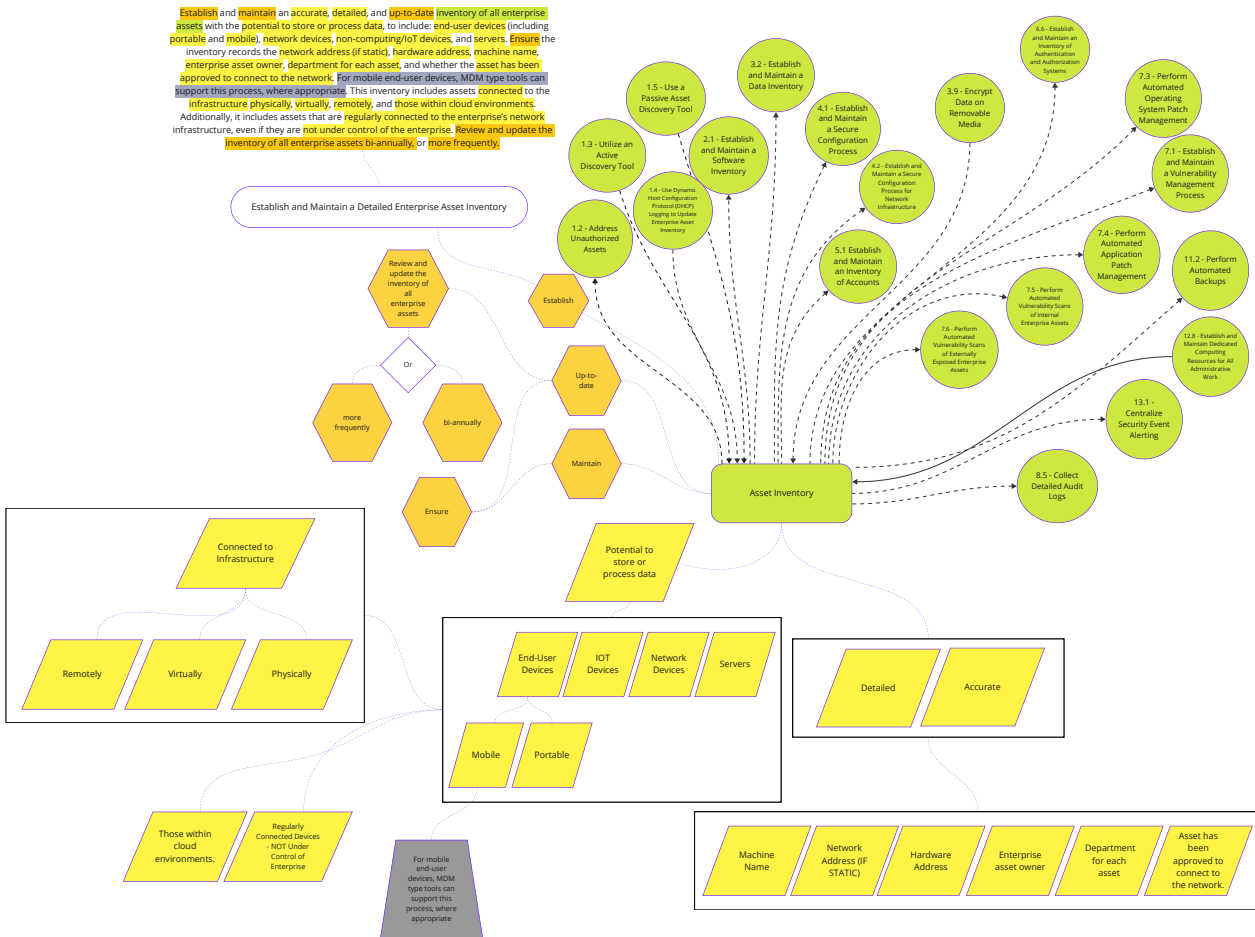 Establish and maintain an accurate, detailed, and up-to-date inventory of all enterprise
assets with the potential to store or process data, to include: end-user devices (including
portable and mobile), network devices, non-computing/IoT devices, and servers. Ensure the
inventory records the network address (if static), hardware address, machine name,
enterprise asset owner, department for each asset, and whether the asset has been
approved to connect to the network. For mobile end-user devices, MDM type tools can
support this process, where appropriate. This inventory includes assets connected to the
infrastructure physically, virtually, remotely, and those within cloud environments.
Additionally, it includes assets that are regularly connected to the enterpise's network
infrastructure, even if they are not under control of the enterprise. Review and update the
inventory of all enterprise assets bi-annually, or more frequently.
Establish and Maintain a Detailed Enterprise Asset Inventory
6.6 - Establish
and Maintain an
Inventory of
Authentication
and Authorization
Systems
3.2 - Establish
and Maintain a
Data Inventory
1.5 - Use a
Passive Asset
Discovery Tool
7.3 - Perform
Automated
Operating
System Patch
Management
3.9 - Encrypt
Data on
Removable
Media
4.1 - Establish
and Maintain
a Secure
Configuration
Process
1.3 - Utilize an
Active
Discovery Tool
2.1 - Establish
and Maintain a
Software
Inventory
7.1 - Establish
and Maintain
a Vulnerability
Management
Process
4.2 - Establish and
Maintain a Secure
Configuration
Process for
Network
Infrastructure
1.4 - Use Dynamic
Host Configuration
Protocol (DHCP)
Logging to Update
Enterprise Asset
Inventory
1.2 - Address
Unauthorized
Assets
5.1 Establish
and Maintain
an Inventory
of Accounts
7.4 - Perform
Automated
Application
Patch
Management
11.2 - Perform
Automated
Backups
7.5 - Perform
Automated
Vulnerability Scans
of Internal
Enterprise Assets
7.6 - Perform
Automated
Vulnerability Scans
of Externally
Exposed Enterprise
Assets
12.8 - Establish and
Maintain Dedicated
Computing
Resources for All
Administrative
Work
13.1 -
Centralize
Security Event
Alerting
8.5 - Collect
Detailed Audit
Logs
Review and
update the
inventory of
all
enterprise
assets
Establish
Or
Up-to-
date
more
frequently
bi-annually
Maintain
Ensure
Asset Inventory
Connected to
Infrastructure
Remotely
Virtually
Physically
Potential to
store or
process data
End-User
Devices
IOT
Devices
Network
Devices
Servers
Mobile
Portable
Detailed
Accurate
Those within
cloud
environments.
Regularly
Connected Devices
- NOT Under
Control of
Enterprise
For mobile
end-user
devices, MDM
type tools can
support this
process, where
appropriate
Machine
Name
Network
Address (IF
STATIC)
Hardware
Address
Enterprise
asset owner
Department
for each
asset
Asset has
been
approved to
connect to
the network.